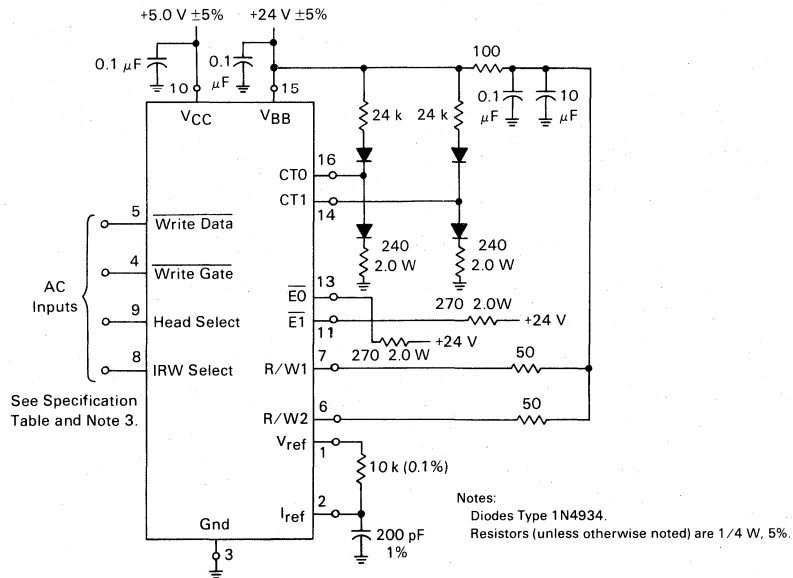 +5.0 V ±5%
+24 V ±5%
0.1 μF
0.1
μF
10
15
100
0.1
μF
10
μF
VCC
VBB
24 k
24 k
16
CT0
CT1
14
5
Write Data
4
Write Gate
AC
Inputs
9
Head Select
8
IRW Select
See Specification
Table and Note 3.
240
2.0 W
240
2.0 W
13
E0
E1
11
270 2.0W
+24 V
+24 V
270 2.0 W
7
R/W1
50
6
R/W2
50
Vref
1
10 k (0.1%)
2
Iref
200 pF
1%
Gnd
3
Notes:
Diodes Type 1N4934.
Resistors (unless otherwise noted) are 1/4 W, 5%.